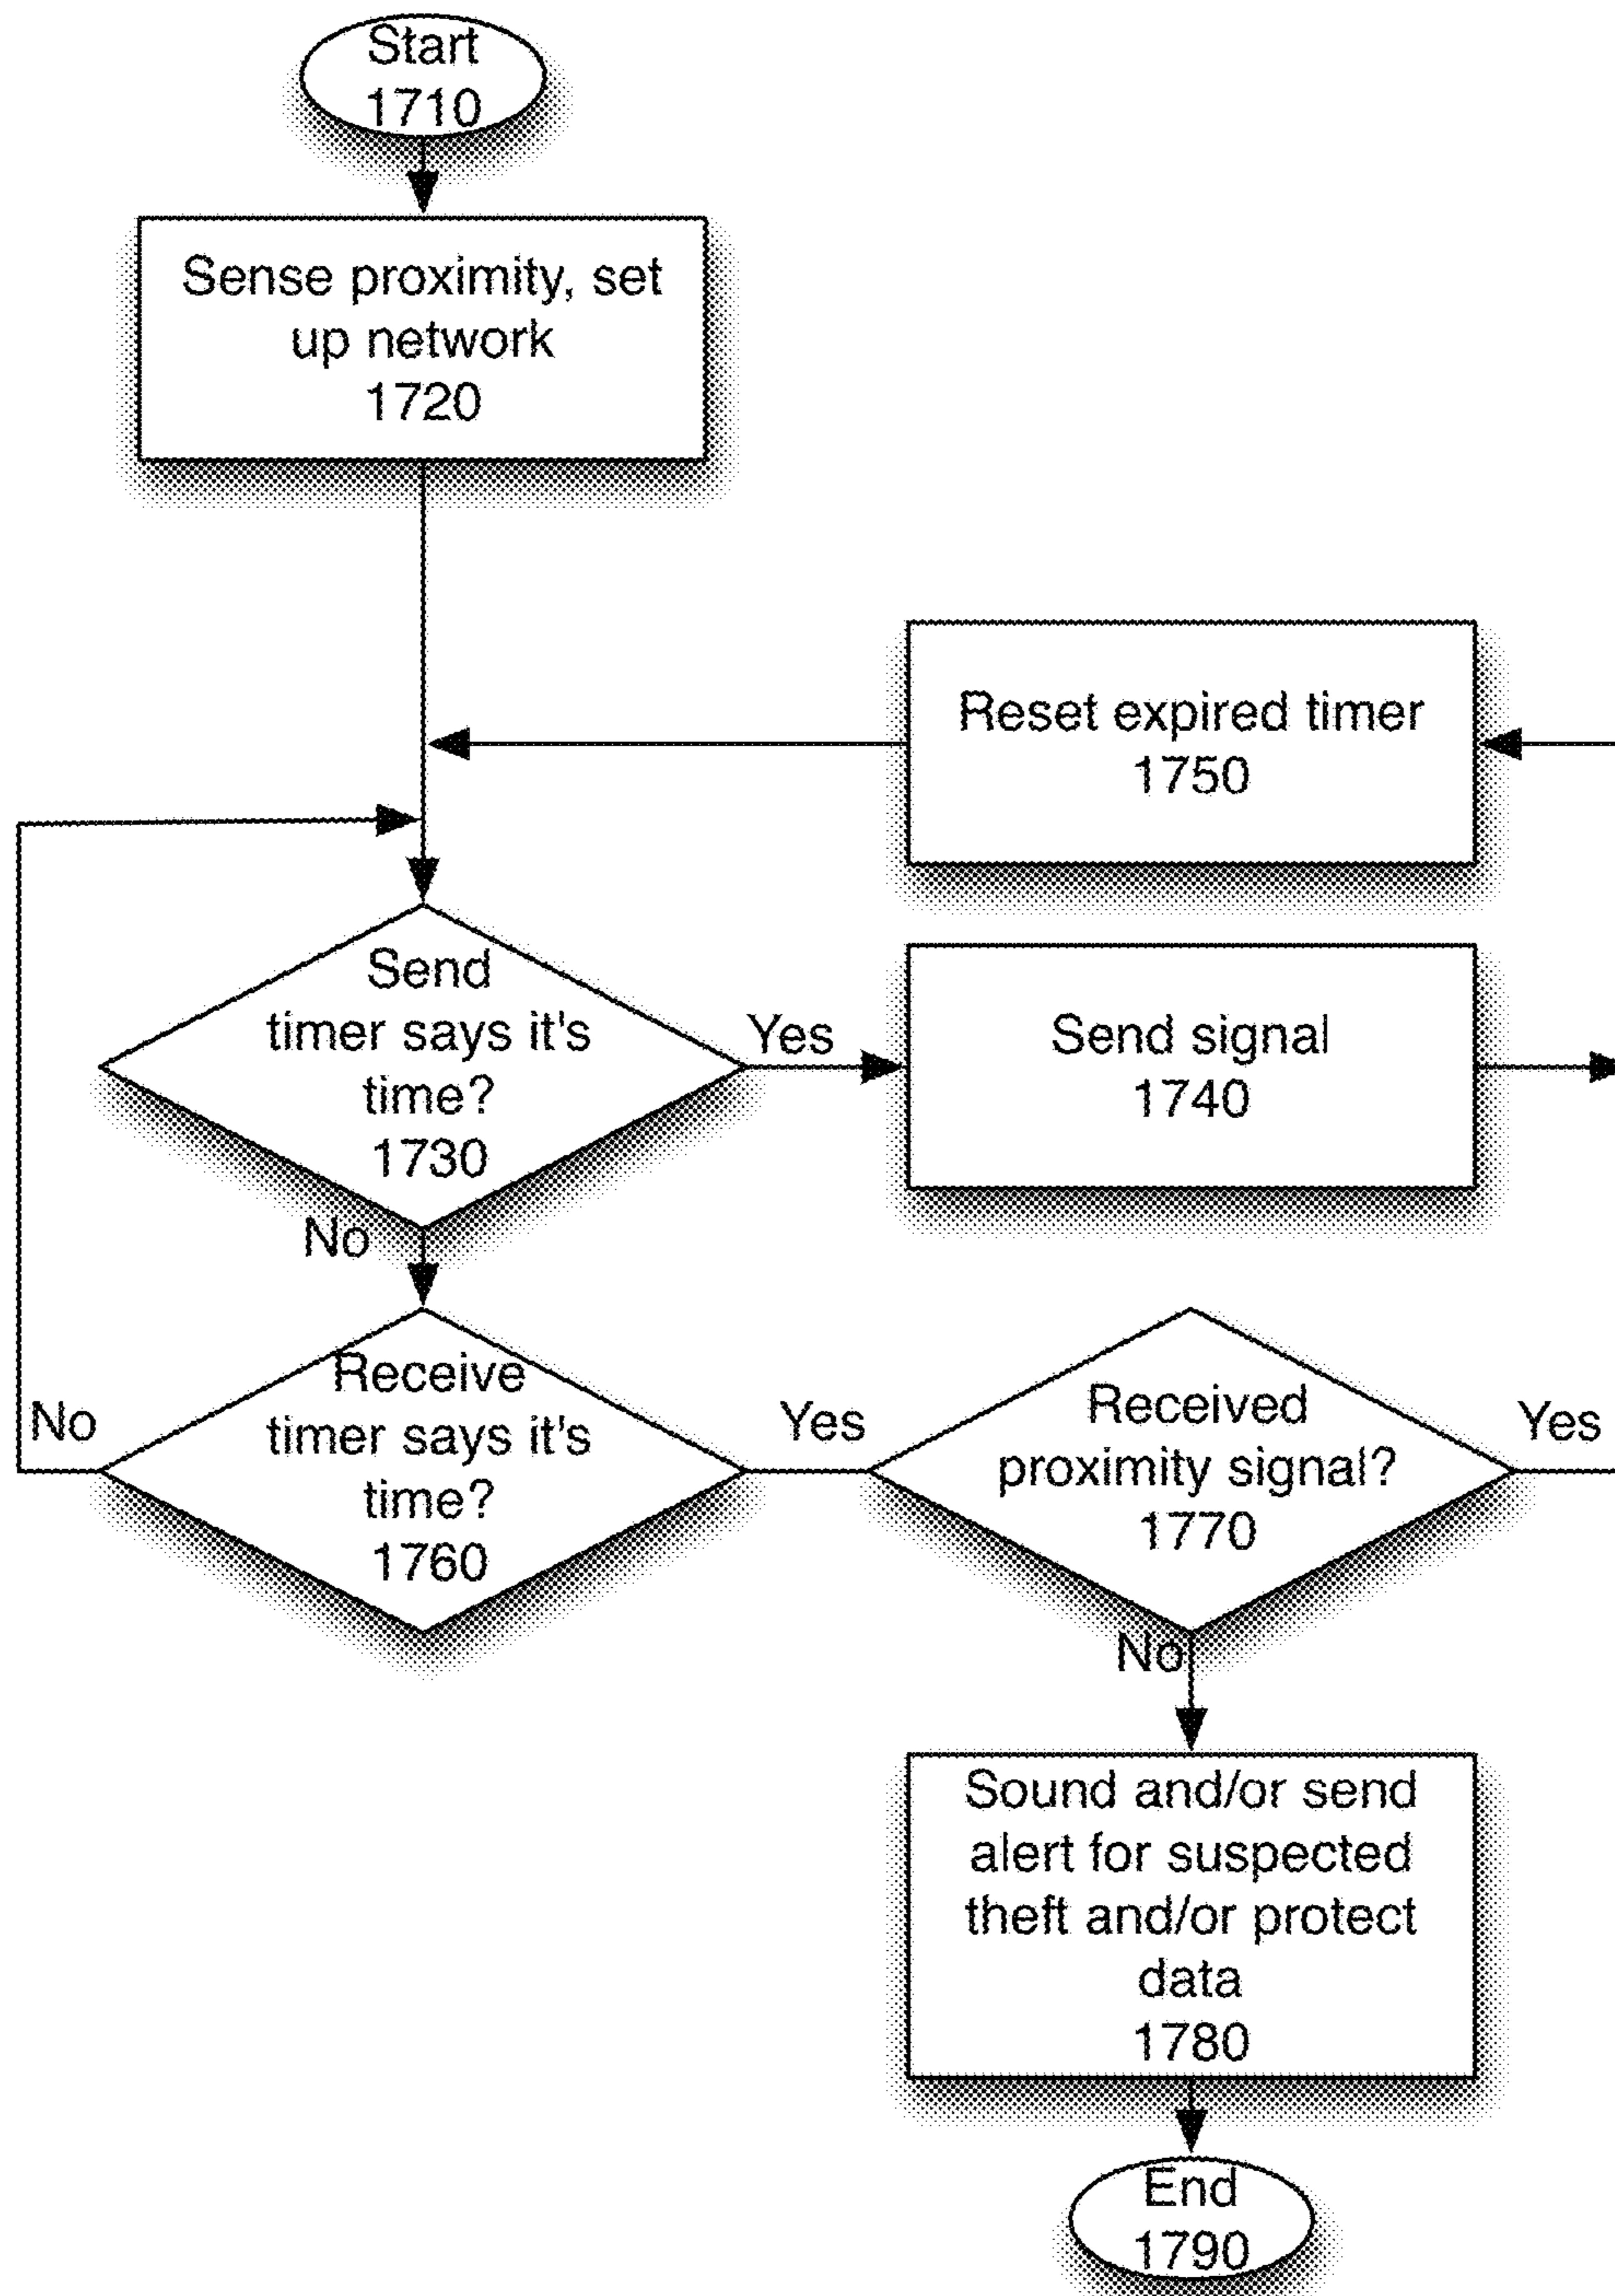 Start
1710
Sense proximity, set
up network
1720
Reset expired timer
1750
Send
timer says it's
time?
1730
Yes
Send signal
1740
No
Receive
timer says it's
time?
1760
No
Yes
Received
proximity signal?
1770
Yes
No
Sound and/or send
alert for suspected
theft and/or protect
data
1780
End
1790